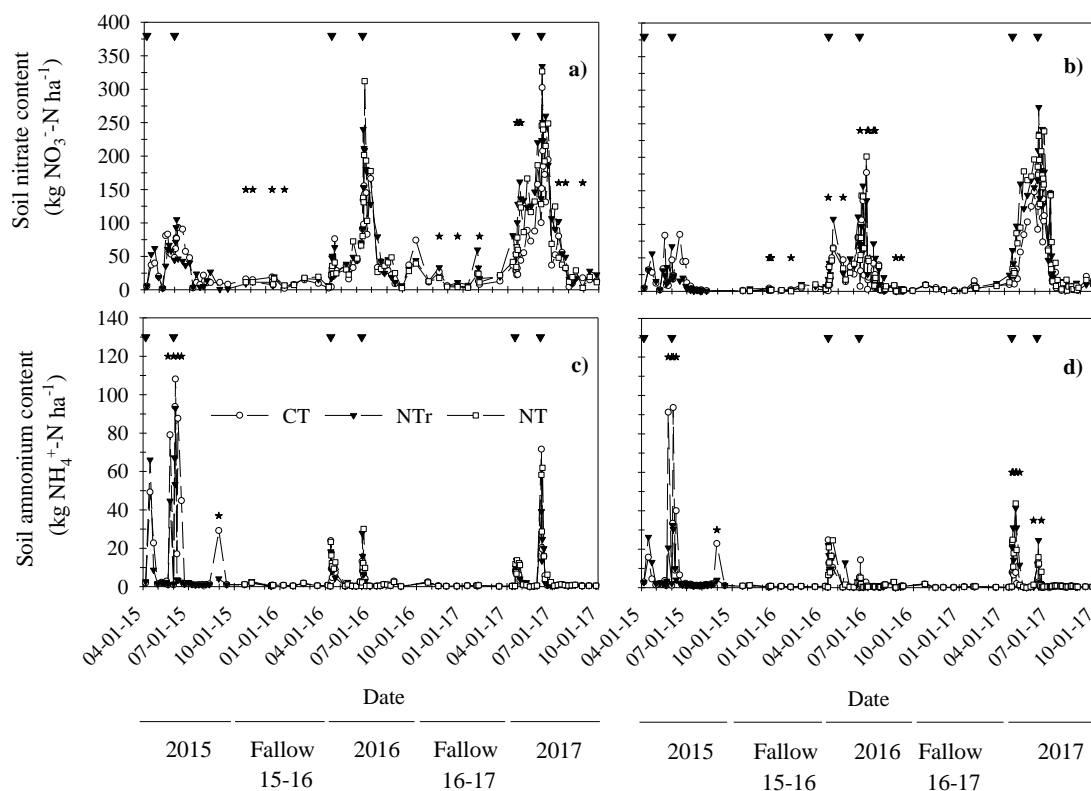 400
350
300
250
200
150
100
50
0
Soil nitrate content
(kg NO₃⁻-N ha⁻¹)
a)
b)
140
120
100
80
60
40
20
0
Soil amnonium content
(kg NH₄⁺-N ha⁻¹)
c)
d)
CT NTr NT
04-01-15 07-01-15 10-01-15 01-01-16 04-01-16 07-01-16 10-01-16 01-01-17 04-01-17 07-01-17 10-01-17
04-01-15 07-01-15 10-01-15 01-01-16 04-01-16 07-01-16 10-01-16 01-01-17 04-01-17 07-01-17 10-01-17
Date Date
2015 Fallow 2016 Fallow 2017 2015 Fallow 2016 Fallow 2017
15-16 16-17 15-16 16-17